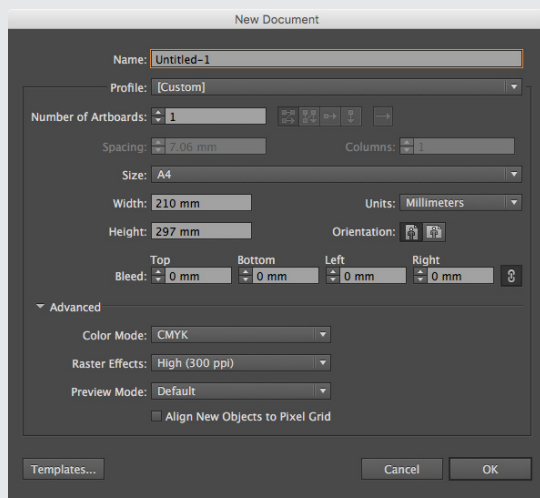 New Document
Name: Untitled-1
Profile: [Custom]
Number of Artboards: 1
Spacing: 7.06 mm Columns: 1
Size: A4
Width: 210 mm Units: Millimeters
Height: 297 mm Orientation:
Top Bottom Left Right
Bleed: 0 mm 0 mm 0 mm 0 mm
Advanced
Color Mode: CMYK
Raster Effects: High (300 ppi)
Preview Mode: Default
Align New Objects to Pixel Grid
Templates... Cancel OK